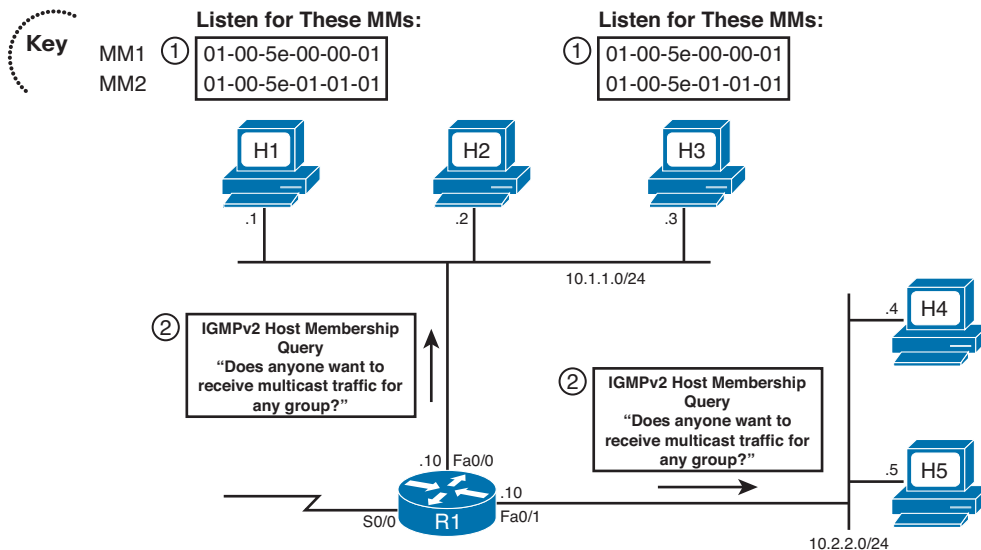 Key
Listen for These MMs:
Listen for These MMs:
MM1 1 01-00-5e-00-00-01
MM2 01-00-5e-01-01-01
1 01-00-5e-00-00-01
01-00-5e-01-01-01
H1
H2
H3
.1
.2
.3
10.1.1.0/24
2
IGMPv2 Host Membership
Query
“Does anyone want to
receive multicast traffic for
any group?”
.4
H4
2
IGMPv2 Host Membership
Query
“Does anyone want to
receive multicast traffic for
any group?”
.5
H5
.10 Fa0/0
.10
S0/0
R1
Fa0/1
10.2.2.0/24